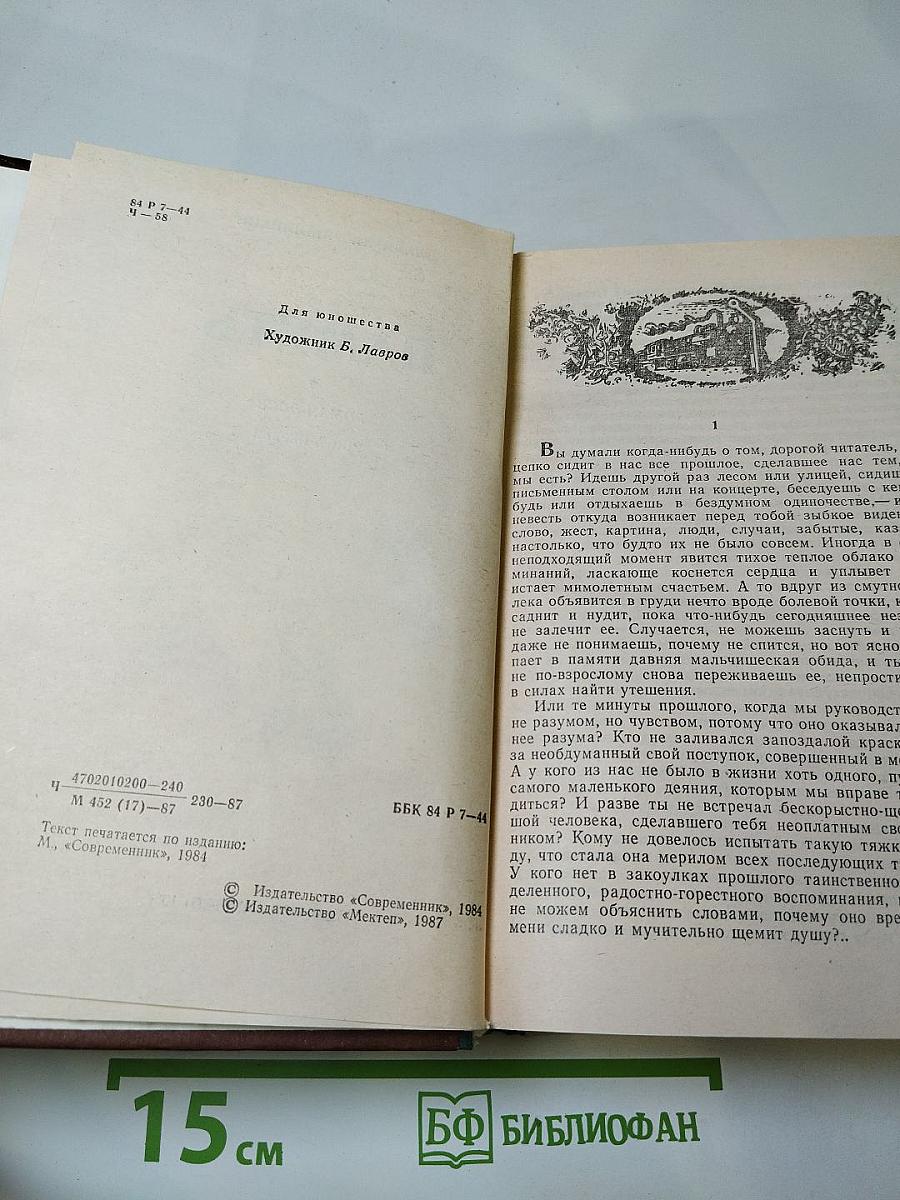 84 Р 7—44
Ч — 58
Для юношества
Художник Б. Лавров
Ч 4702010200—240 230—87
М 452 (17)—87
ББК 84 Р 7—44
Текст печатается по изданию:
М., «Современник», 1984
© Издательство «Современник», 1984
© Издательство «Мектеп», 1987
1
Вы думали когда-нибудь о том, дорогой читатель,
цепко сидит в нас все прошлое, сделавшее нас тем,
мы есть? Идешь другой раз лесом или улицей, сидиш
письменным столом или на концерте, беседуешь с ке
будь или отдыхаешь в бездумном одиночестве,— и
невесть откуда возникает перед тобой зыбкое виден
слово, жест, картина, люди, случаи, забытые, каз
настолько, что будто их не было совсем. Иногда в
неподходящий момент явится тихое теплое облако
минаний, ласкающе коснется сердца и уплывет
истает мимолетным счастьем. А то вдруг из смутно
лека объявится в груди нечто вроде болевой точки, к
саднит и нудит, пока что-нибудь сегодняшнее нез
не залечит ее. Случается, не можешь заснуть и
даже не понимаешь, почему не спится, но вот ясно
пает в памяти давняя мальчишеская обида, и ты
не по-взрослому снова переживаешь ее, непрости
в силах найти утешения.
Или те минуты прошлого, когда мы руководст
не разумом, но чувством, потому что оно оказывал
нее разума? Кто не заливался запоздалой краск
за необдуманный свой поступок, совершенный в мо
А у кого из нас не было в жизни хоть одного, пу
самого маленького деяния, которым мы вправе т
диться? И разве ты не встречал бескорыстно-ще
шой человека, сделавшего тебя неоплатным сво
ником? Кому не довелось испытать такую тяжк
ду, что стала она мерилом всех последующих т
У кого нет в закоулках прошлого таинственно
деленного, радостно-горестного воспоминания,
не можем объяснить словами, почему оно вре
мени сладко и мучительно щемит душу?..
15 см
БФ БИБЛИОФАН